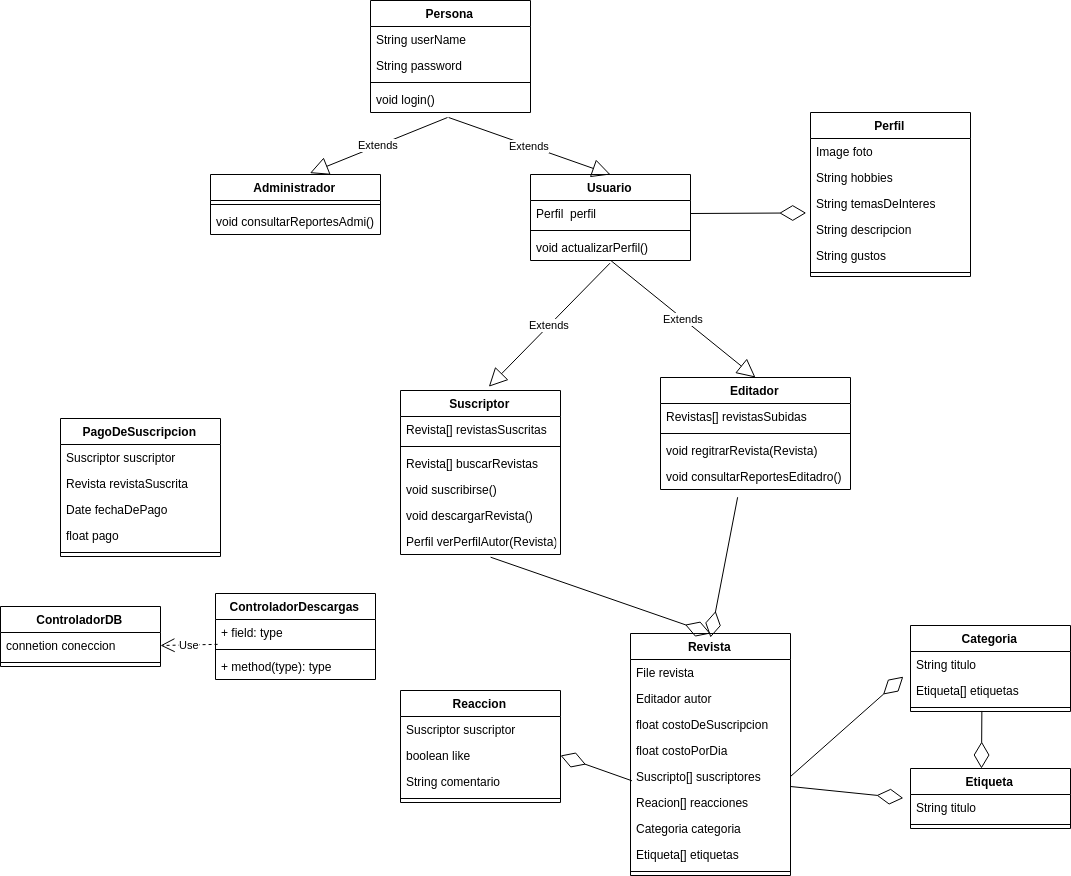 Persona
String userName
String password
void login()
Extends
Extends
Administrador
void consultarReportesAdmi()
Usuario
Perfil  perfil
void actualizarPerfil()
Perfil
Image foto
String hobbies
String temasDeInteres
String descripcion
String gustos
Extends
Extends
Suscriptor
Revista[] revistasSuscritas
Revista[] buscarRevistas
void suscribirse()
void descargarRevista()
Perfil verPerfilAutor(Revista)
Editador
Revistas[] revistasSubidas
void regitrarRevista(Revista)
void consultarReportesEditadro()
PagoDeSuscripcion
Suscriptor suscriptor
Revista revistaSuscrita
Date fechaDePago
float pago
ControladorDB
connetion coneccion
Use
ControladorDescargas
+ field: type
+ method(type): type
Reaccion
Suscriptor suscriptor
boolean like
String comentario
Revista
File revista
Editador autor
float costoDeSuscripcion
float costoPorDia
Suscripto[] suscriptores
Reacion[] reacciones
Categoria categoria
Etiqueta[] etiquetas
Categoria
String titulo
Etiqueta[] etiquetas
Etiqueta
String titulo